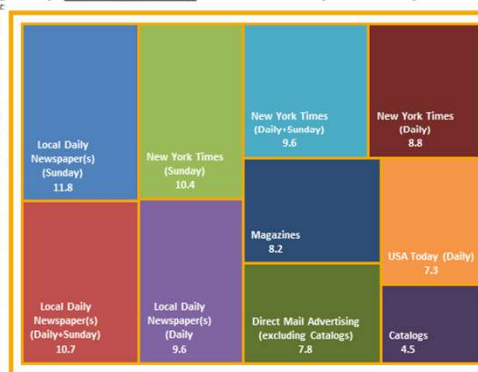 Local Daily
Newspaper(s)
(Sunday)
11.8
New York Times
(Sunday)
10.4
New York Times
(Daily+Sunday)
9.6
New York Times
(Daily)
8.8
Magazines
8.2
USA Today (Daily)
7.3
Local Daily
Newspaper(s)
(Daily+Sunday)
10.7
Local Daily
Newspaper(s)
(Daily
9.6
Direct Mail Advertising
(excluding Catalogs)
7.8
Catalogs
4.5